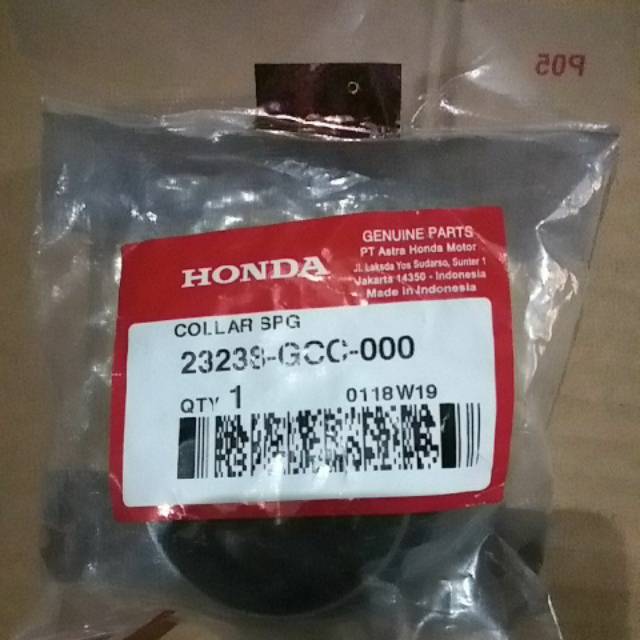 P05
GENUINE PARTS
PT Astra Honda Motor
Jl. Laksda Yos Sudarso, Sunter 1
Jakarta 14350 - Indonesia
Made in Indonesia
HONDA
COLLAR SPG
23238-GCC-000
QTY 1 0118W19